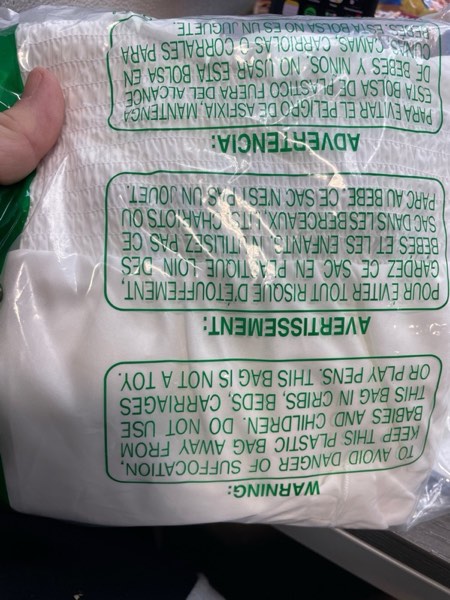 WARNING:
TO AVOID DANGER OF SUFFOCATION,
KEEP THIS PLASTIC BAG AWAY FROM
BABIES AND CHILDREN. DO NOT USE
THIS BAG IN CRIBS, BEDS, CARRIAGES
OR PLAY PENS. THIS BAG IS NOT A TOY.
AVERTISSEMENT:
POUR ÉVITER TOUT RISQUE D'ÉTOUFFEMENT,
GARDEZ CE SAC EN PLASTIQUE LOIN DES
BEBES ET LES ENFANTS. N'UTILISEZ PAS CE
SAC DANS LES BERCEAUX, LITS, CHARIOTS OU
PARC AU BEBE. CE SAC N'EST PAS UN JOUET.
ADVERTENCIA:
PARA EVITAR EL PELIGRO DE ASFIXIA, MANTENGA
ESTA BOLSA DE PLASTICO FUERA DEL ALCANCE
DE BEBES Y NINOS. NO USAR ESTA BOLSA EN
CUNAS, CAMAS, CARRIOLAS O CORRALES PARA
BEBES. ESTA BOLSA NO ES UN JUGUETE.